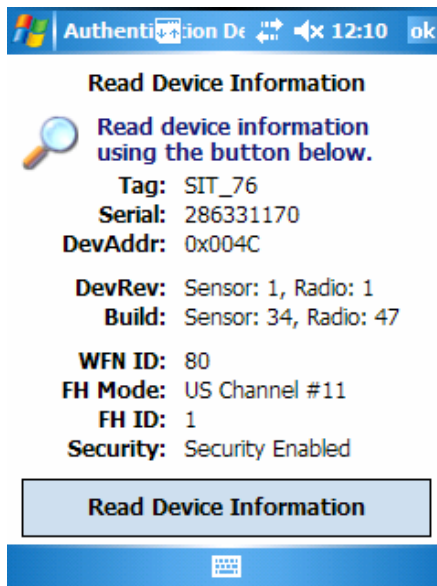 Authenti tion De 12:10 ok
Read Device Information
Read device information
using the button below.
Tag: SIT_76
Serial: 286331170
DevAddr: 0x004C
DevRev: Sensor: 1, Radio: 1
Build: Sensor: 34, Radio: 47
WFN ID: 80
FH Mode: US Channel #11
FH ID: 1
Security: Security Enabled
Read Device Information